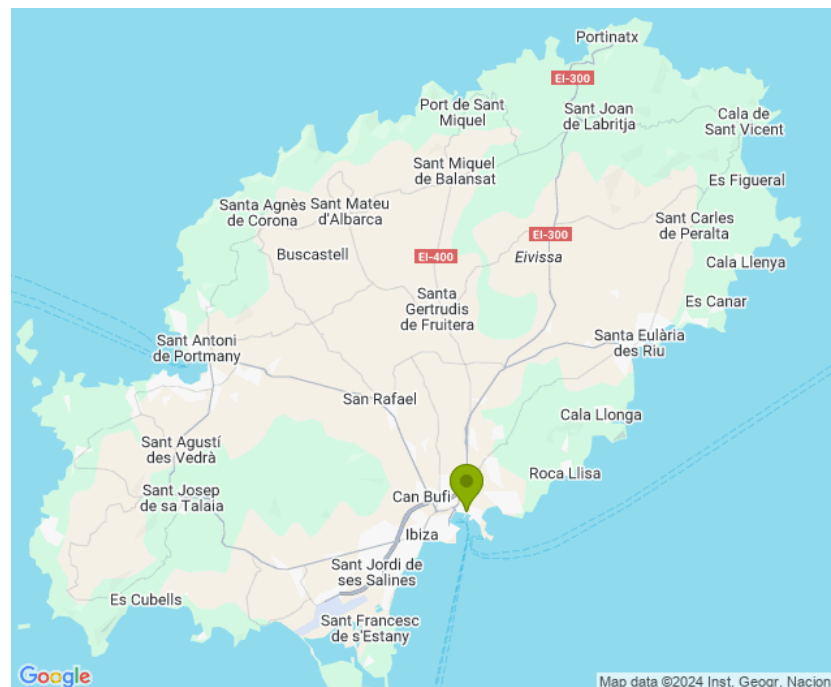 Portinatx
EI-300
Port de Sant
Miquel
Sant Joan
de Labritja
Cala de
Sant Vicent
Sant Miquel
de Balansat
Es Figueral
Santa Agnès
de Corona
Sant Mateu
d'Albarca
Sant Carles
de Peralta
EI-300
Buscastell
EI-400
Eivissa
Cala Llenya
Santa
Gertrudis
de Fruitera
Es Canar
Sant Antoni
de Portmany
Santa Eulària
des Riu
San Rafael
Cala Llonga
Sant Agustí
des Vedrà
Roca Llisa
Sant Josep
de sa Talaia
Can Bufí
Ibiza
Sant Jordi de
ses Salines
Es Cubells
Sant Francesc
de s'Estany
Google
Map data ©2024 Inst. Geogr. Nacion